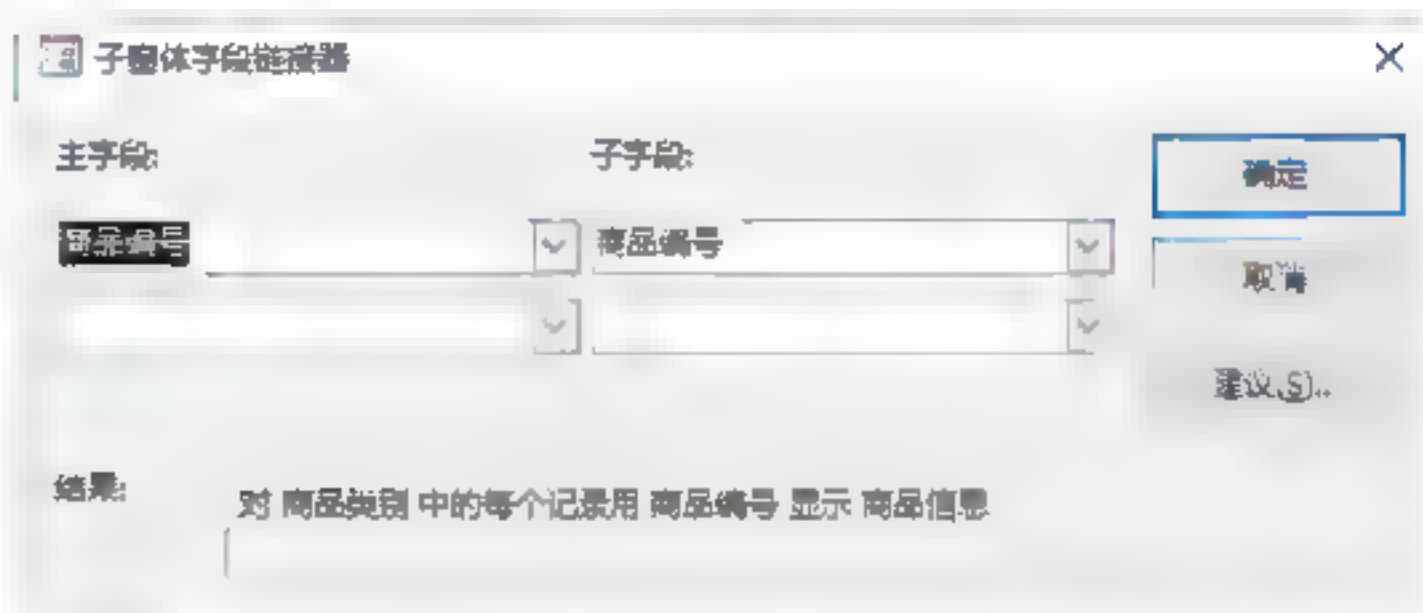 子窗体字段链接器
主字段: 子字段:
确定
商品编号 商品编号
取消
建议(S)...
结果:
对 商品类别 中的每个记录用 商品编号 显示 商品信息